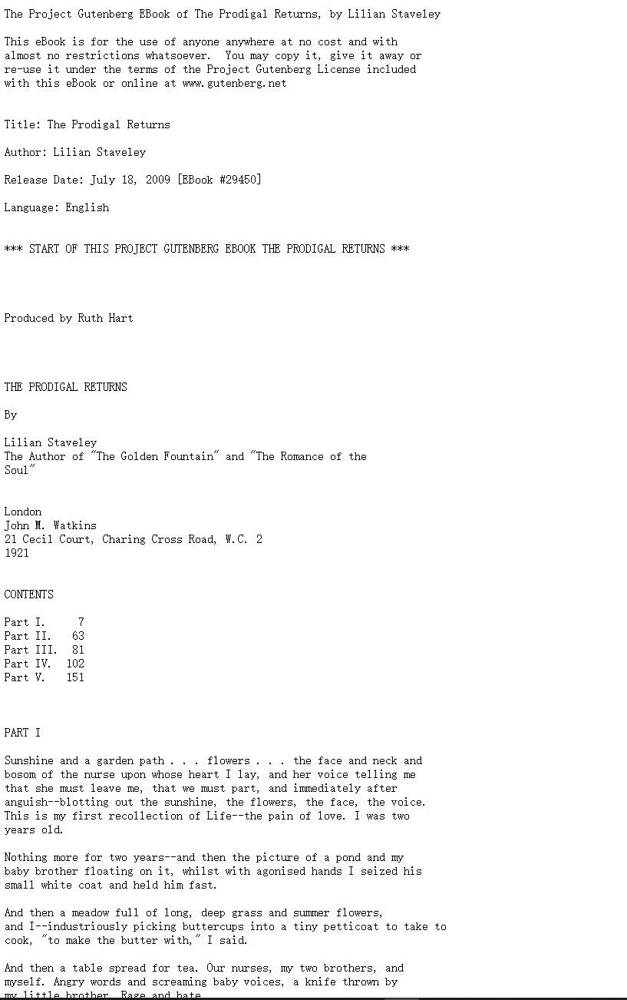 The Project Gutenberg EBook of The Prodigal Returns, by Lilian Staveley
This eBook is for the use of anyone anywhere at no cost and with
almost no restrictions whatsoever.  You may copy it, give it away or
re-use it under the terms of the Project Gutenberg License included
with this eBook or online at www.gutenberg.net
Title: The Prodigal Returns
Author: Lilian Staveley
Release Date: July 18, 2009 [EBook #29450]
Language: English
*** START OF THIS PROJECT GUTENBERG EBOOK THE PRODIGAL RETURNS ***
Produced by Ruth Hart
THE PRODIGAL RETURNS
By
Lilian Staveley
The Author of "The Golden Fountain" and "The Romance of the
Soul"
London
John M. Watkins
21 Cecil Court, Charing Cross Road, W.C. 2
1921
CONTENTS
Part I.     7
Part II.   63
Part III.  81
Part IV.  102
Part V.   151
PART I
Sunshine and a garden path . . . flowers . . . the face and neck and
bosom of the nurse upon whose heart I lay, and her voice telling me
that she must leave me, that we must part, and immediately after
anguish--blotting out the sunshine, the flowers, the face, the voice.
This is my first recollection of Life--the pain of love. I was two
years old.
Nothing more for two years--and then the picture of a pond and my
baby brother floating on it, whilst with agonised hands I seized his
small white coat and held him fast.
And then a meadow full of long, deep grass and summer flowers,
and I--industriously picking buttercups into a tiny petticoat to take to
cook, "to make the butter with," I said.
And then a table spread for tea. Our nurses, my two brothers, and
myself. Angry words and screaming baby voices, a knife thrown by
my little brother. Rage and hate.